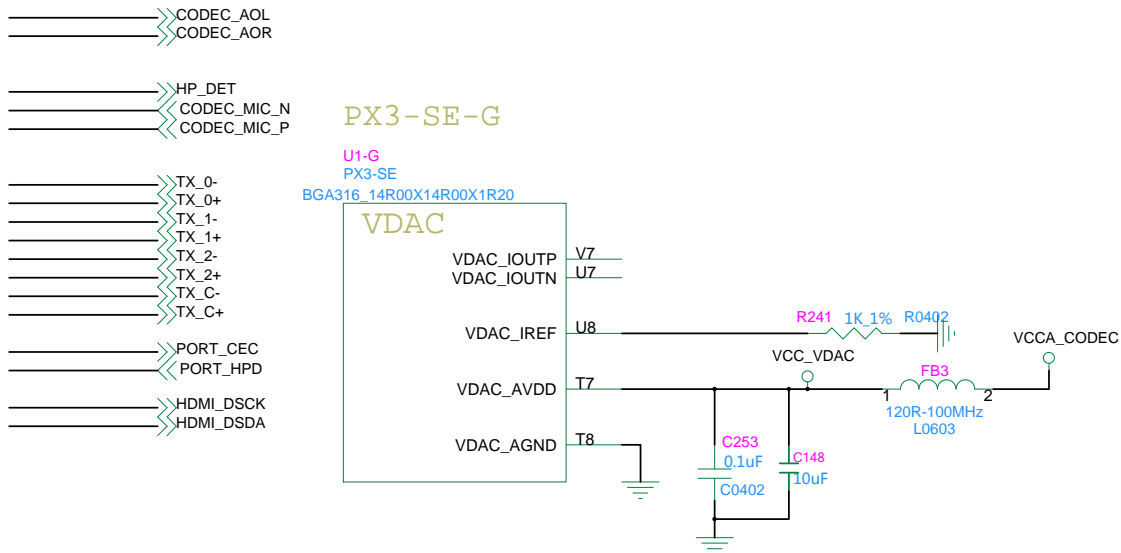 CODEC_AOL
CODEC_AOR
HP_DET
CODEC_MIC_N
CODEC_MIC_P
TX_0-
TX_0+
TX_1-
TX_1+
TX_2-
TX_2+
TX_C-
TX_C+
PORT_CEC
PORT_HPD
HDMI_DSCK
HDMI_DSDA
PX3-SE-G
U1-G
PX3-SE
BGA316_14R00X14R00X1R20
VDAC
VDAC_IOUTP V7
VDAC_IOUTN U7
VDAC_IREF U8
VDAC_AVDD T7
VDAC_AGND T8
R241 1K_1% R0402
VCC_VDAC
VCCA_CODEC
FB3
1 2
120R-100MHz
L0603
C253
0.1uF
C0402
C148
10uF